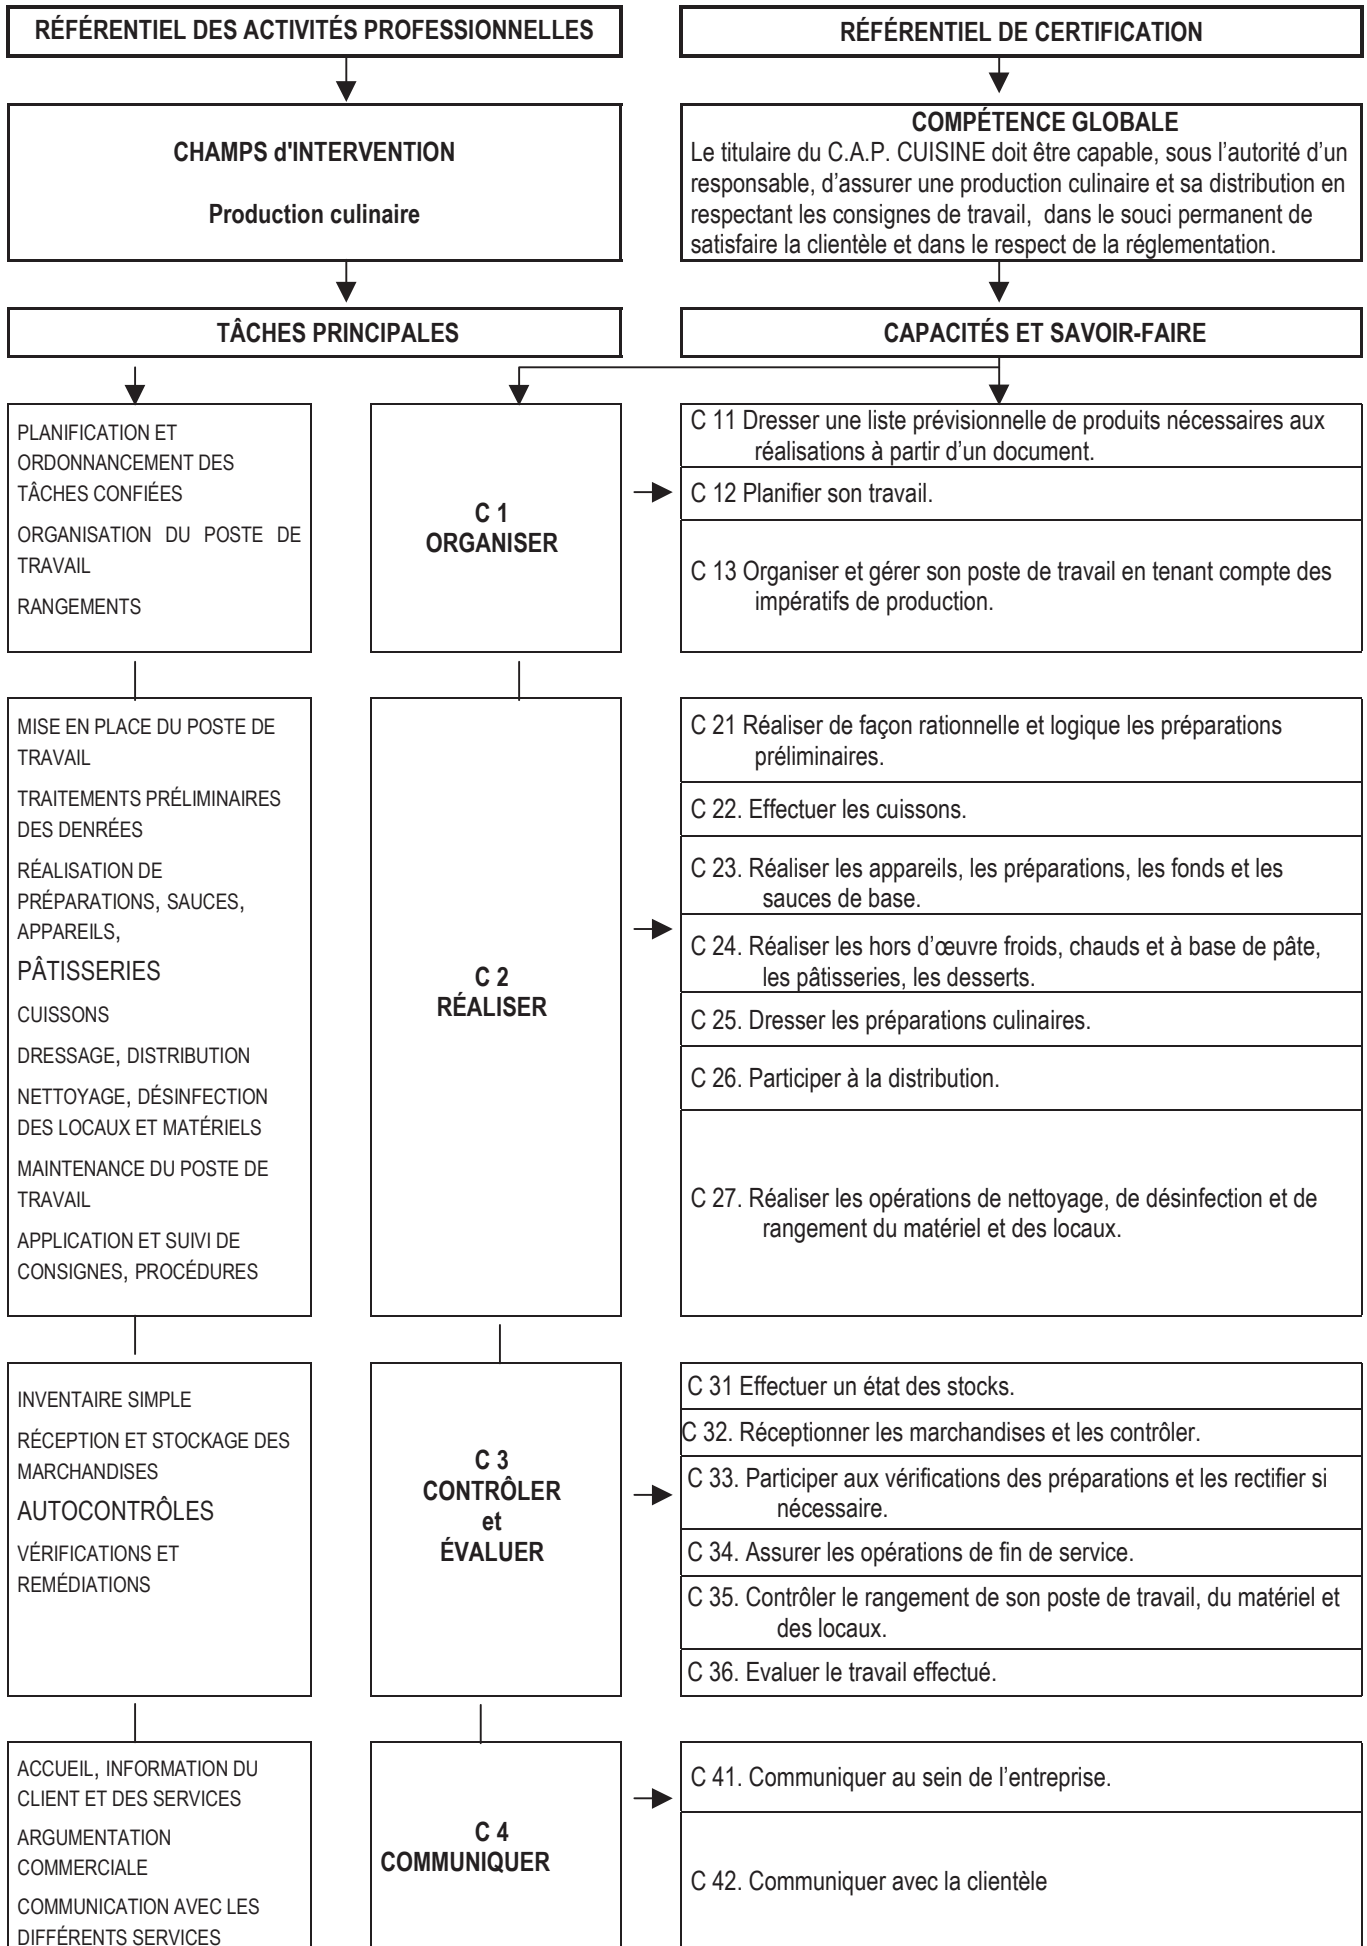 RÉFÉRENTIEL DES ACTIVITÉS PROFESSIONNELLES
RÉFÉRENTIEL DE CERTIFICATION
CHAMPS d'INTERVENTION
Production culinaire
COMPÉTENCE GLOBALE
Le titulaire du C.A.P. CUISINE doit être capable, sous l’autorité d’un
responsable, d’assurer une production culinaire et sa distribution en
respectant les consignes de travail, dans le souci permanent de
satisfaire la clientèle et dans le respect de la réglementation.
TÂCHES PRINCIPALES
CAPACITÉS ET SAVOIR-FAIRE
PLANIFICATION ET
ORDONNANCEMENT DES
TÂCHES CONFIÉES
ORGANISATION DU POSTE DE
TRAVAIL
RANGEMENTS
C 1
ORGANISER
C 11 Dresser une liste prévisionnelle de produits nécessaires aux
réalisations à partir d’un document.
C 12 Planifier son travail.
C 13 Organiser et gérer son poste de travail en tenant compte des
impératifs de production.
MISE EN PLACE DU POSTE DE
TRAVAIL
TRAITEMENTS PRÉLIMINAIRES
DES DENRÉES
RÉALISATION DE
PRÉPARATIONS, SAUCES,
APPAREILS,
PÂTISSERIES
CUISSONS
DRESSAGE, DISTRIBUTION
NETTOYAGE, DÉSINFECTION
DES LOCAUX ET MATÉRIELS
MAINTENANCE DU POSTE DE
TRAVAIL
APPLICATION ET SUIVI DE
CONSIGNES, PROCÉDURES
C 2
RÉALISER
C 21 Réaliser de façon rationnelle et logique les préparations
préliminaires.
C 22. Effectuer les cuissons.
C 23. Réaliser les appareils, les préparations, les fonds et les
sauces de base.
C 24. Réaliser les hors d’œuvre froids, chauds et à base de pâte,
les pâtisseries, les desserts.
C 25. Dresser les préparations culinaires.
C 26. Participer à la distribution.
C 27. Réaliser les opérations de nettoyage, de désinfection et de
rangement du matériel et des locaux.
INVENTAIRE SIMPLE
RÉCEPTION ET STOCKAGE DES
MARCHANDISES
AUTOCONTRÔLES
VÉRIFICATIONS ET
REMÉDIATIONS
C 3
CONTRÔLER
et
ÉVALUER
C 31 Effectuer un état des stocks.
C 32. Réceptionner les marchandises et les contrôler.
C 33. Participer aux vérifications des préparations et les rectifier si
nécessaire.
C 34. Assurer les opérations de fin de service.
C 35. Contrôler le rangement de son poste de travail, du matériel et
des locaux.
C 36. Evaluer le travail effectué.
ACCUEIL, INFORMATION DU
CLIENT ET DES SERVICES
ARGUMENTATION
COMMERCIALE
COMMUNICATION AVEC LES
DIFFÉRENTS SERVICES
C 4
COMMUNIQUER
C 41. Communiquer au sein de l’entreprise.
C 42. Communiquer avec la clientèle